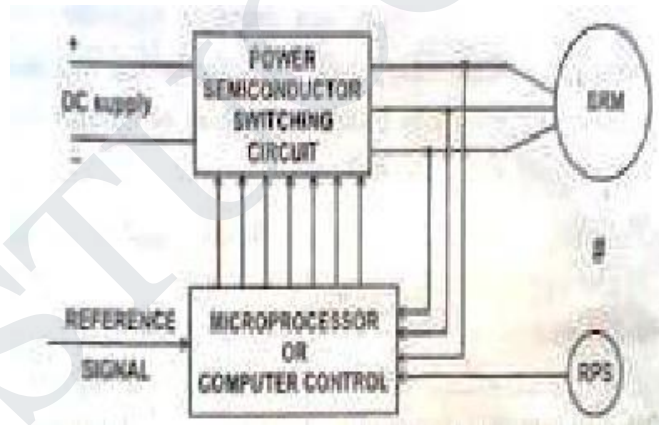 +
DC supply
−
POWER
SEMICONDUCTOR
SWITCHING
CIRCUIT
SRM
REFERENCE
SIGNAL
MICROPROCESSOR
OR
COMPUTER CONTROL
RPS